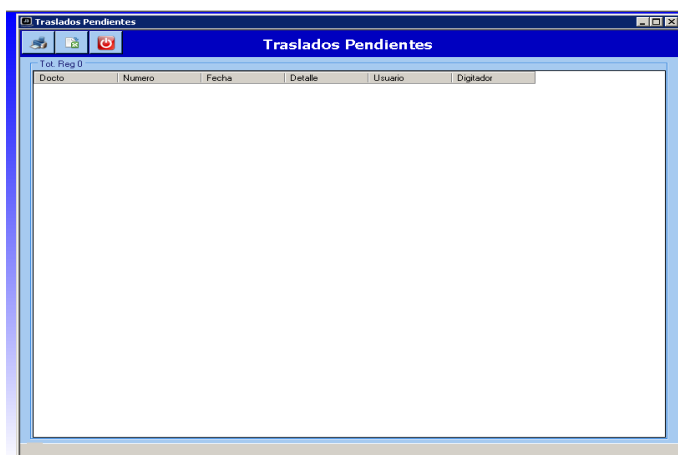 Traslados Pendientes
Traslados Pendientes
Tot. Reg 0
Docto Numero Fecha Detalle Usuario Digitador